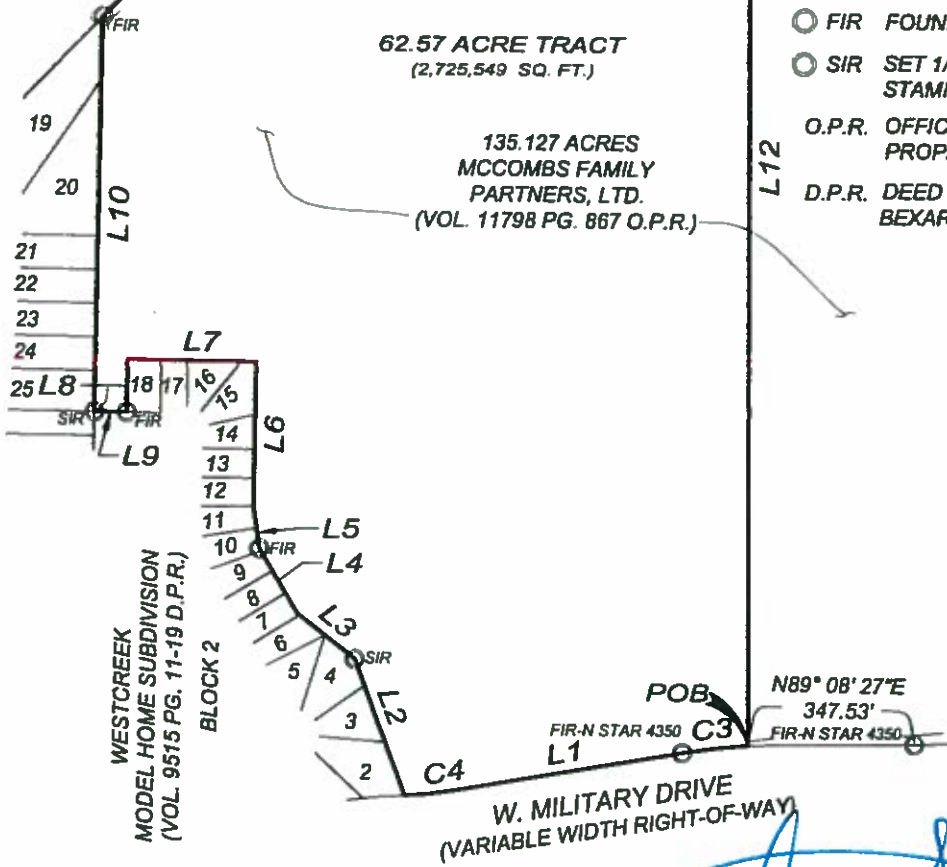 FIR
62.57 ACRE TRACT
(2,725,549 SQ. FT.)
135.127 ACRES
MCCOMBS FAMILY
PARTNERS, LTD.
(VOL. 11798 PG. 867 O.P.R.)
FIR
SIR SET
O.P.R.
D.P.R. DEED
L12
L10
19
20
21
22
23
24
25
L8
SIR
FIR
L9
L7
18
17
16
15
14
13
12
11
10
9
8
7
6
5
4
3
2
L6
L5
FIR
L4
L3
SIR
L2
WESTCREEK
MODEL HOME SUBDIVISION
(VOL. 9515 PG. 11-19 D.P.R.)
BLOCK 2
POB
N89° 08' 27"E
347.53'
FIR-N STAR 4350
FIR-N STAR 4350
C3
L1
C4
W. MILITARY DRIVE
(VARIABLE WIDTH RIGHT-OF-WAY)